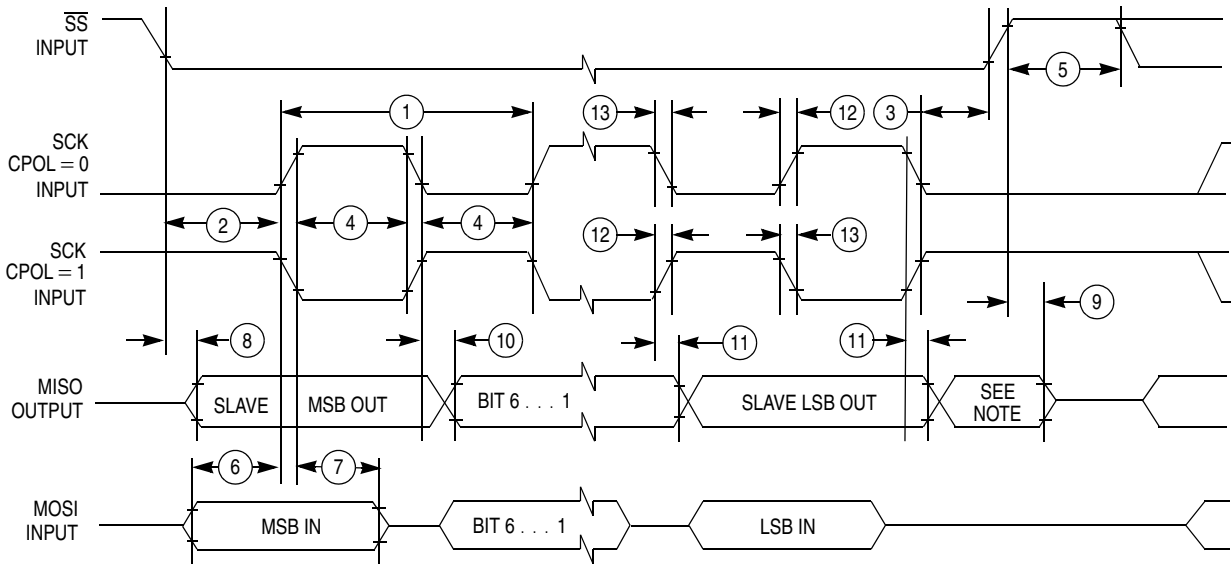 SS
INPUT
5
1
13
12
3
SCK
CPOL = 0
INPUT
2
4
4
SCK
CPOL = 1
INPUT
12
13
9
8
10
11
11
MISO
OUTPUT
SLAVE
MSB OUT
BIT 6 . . . 1
SLAVE LSB OUT
SEE
NOTE
6
7
MOSI
INPUT
MSB IN
BIT 6 . . . 1
LSB IN